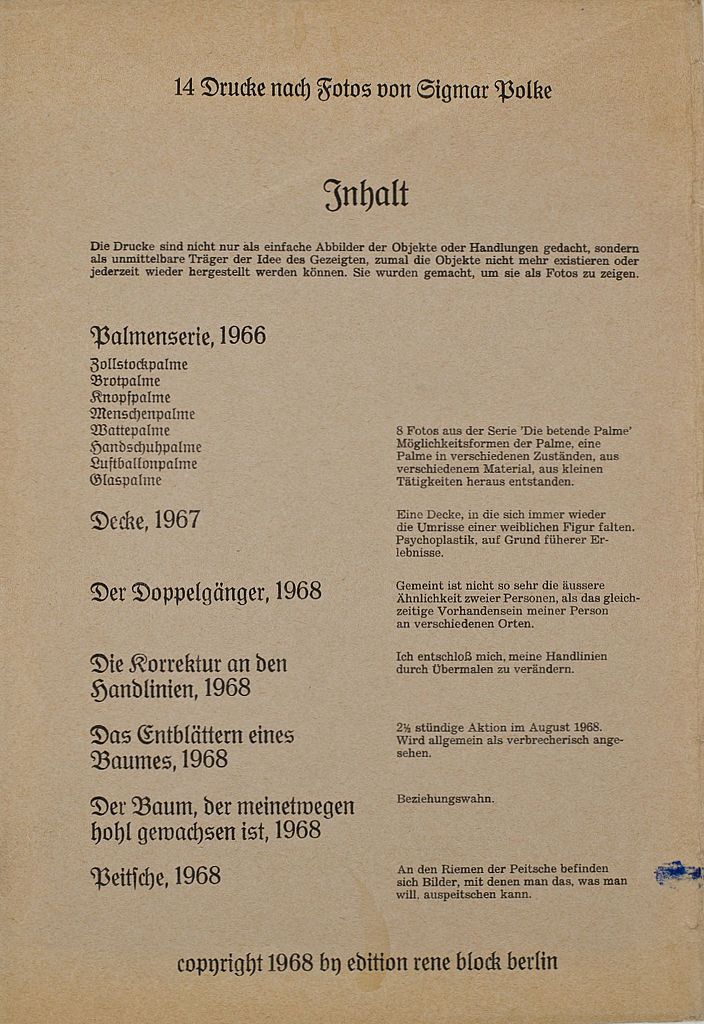 14 Drucke nach Fotos von Sigmar Polke
Inhalt
Die Drucke sind nicht nur als einfache Abbilder der Objekte oder Handlungen gedacht, sondern
als unmittelbare Träger der Idee des Gezeigten, zumal die Objekte nicht mehr existieren oder
jederzeit wieder hergestellt werden können. Sie wurden gemacht, um sie als Fotos zu zeigen.
Palmenserie, 1966
Zollstockpalme
Brotpalme
Knopfpalme
Menschenpalme
Wattepalme
Handschuhpalme
Luftballonpalme
Glaspalme
8 Fotos aus der Serie 'Die betende Palme'
Möglichkeitsformen der Palme, eine
Palme in verschiedenen Zuständen, aus
verschiedenem Material, aus kleinen
Tätigkeiten heraus entstanden.
Decke, 1967
Eine Decke, in die sich immer wieder
die Umrisse einer weiblichen Figur falten.
Psychoplastik, auf Grund füherer Er-
lebnisse.
Der Doppelgänger, 1968
Gemeint ist nicht so sehr die äussere
Ähnlichkeit zweier Personen, als das gleich-
zeitige Vorhandensein meiner Person
an verschiedenen Orten.
Die Korrektur an den
Handlinien, 1968
Ich entschloß mich, meine Handlinien
durch Übermalen zu verändern.
Das Entblättern eines
Baumes, 1968
2½ stündige Aktion im August 1968.
Wird allgemein als verbrecherisch ange-
sehen.
Der Baum, der meinetwegen
hohl gewachsen ist, 1968
Beziehungswahn.
Peitsche, 1968
An den Riemen der Peitsche befinden
sich Bilder, mit denen man das, was man
will, auspeitschen kann.
copyright 1968 by edition rene block berlin